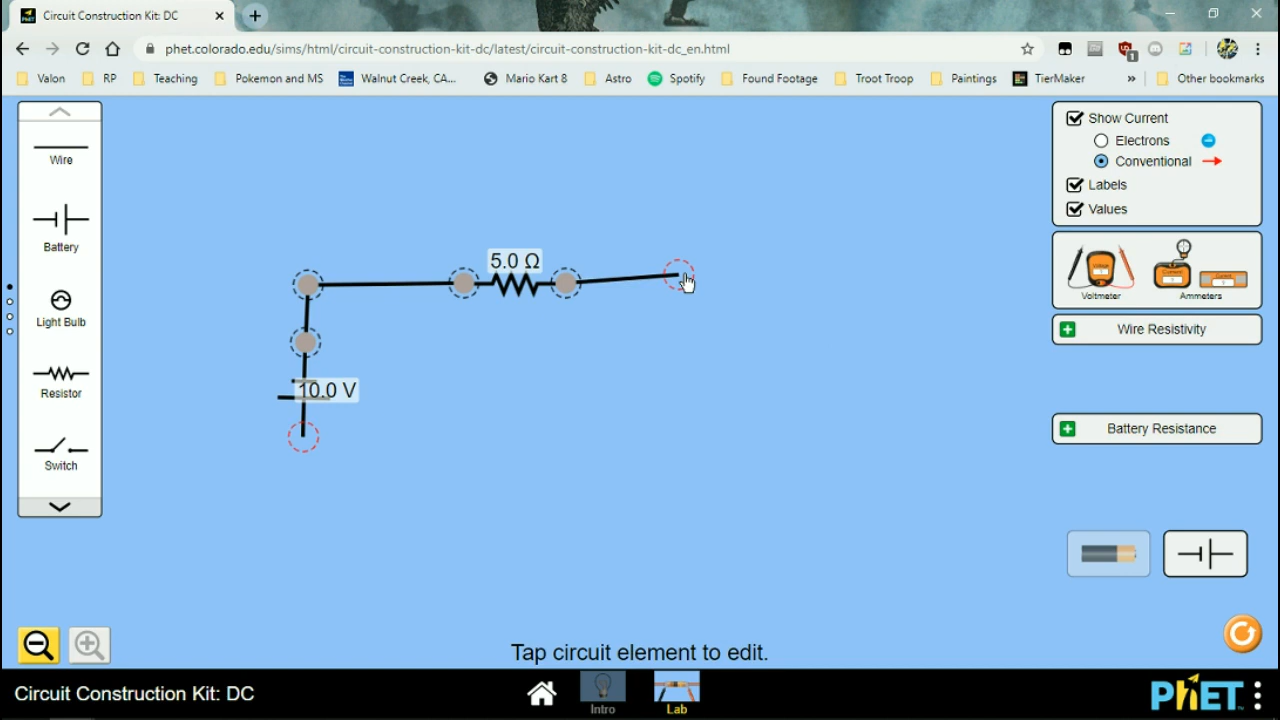 Circuit Construction Kit: DC
phet.colorado.edu/sims/html/circuit-construction-kit-dc/latest/circuit-construction-kit-dc_en.html
Valon RP Teaching Pokemon and MS Walnut Creek, CA... Mario Kart 8 Astro Spotify Found Footage Troot Troop Paintings TierMaker » Other bookmarks
Wire
Battery
Light Bulb
Resistor
Switch
5.0 Ω
10.0 V
Show Current
Electrons
Conventional
Labels
Values
Voltmeter
Ammeters
Wire Resistivity
Battery Resistance
Tap circuit element to edit.
Circuit Construction Kit: DC
Intro
Lab
PhET